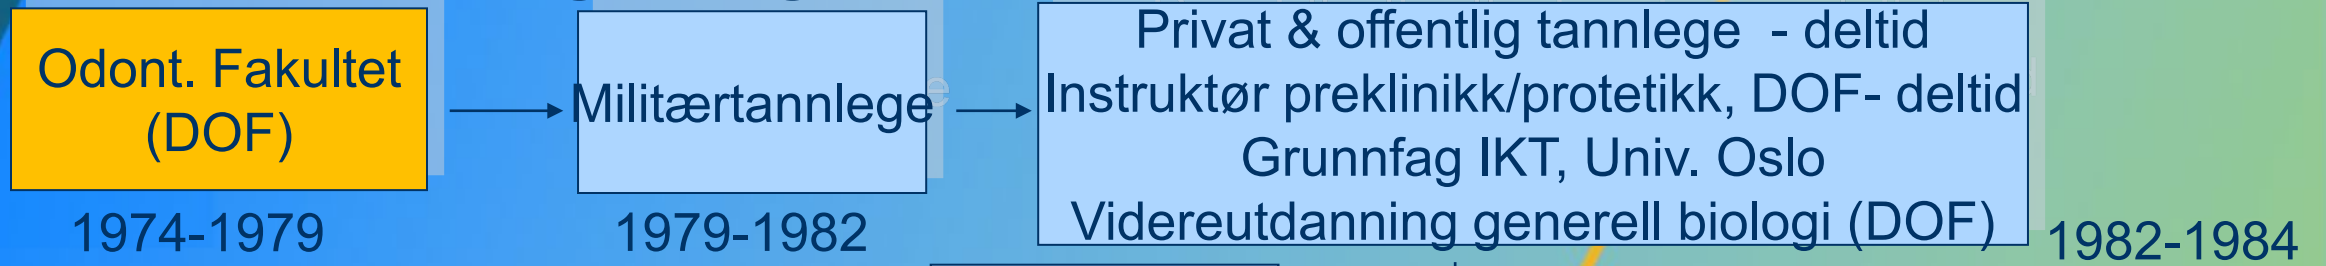 Odont. Fakultet
(DOF)
1974-1979
Militærtannlege
1979-1982
Privat & offentlig tannlege - deltid
Instruktør preklinikk/protetikk, DOF- deltid
Grunnfag IKT, Univ. Oslo
Videreutdanning generell biologi (DOF)
1982-1984